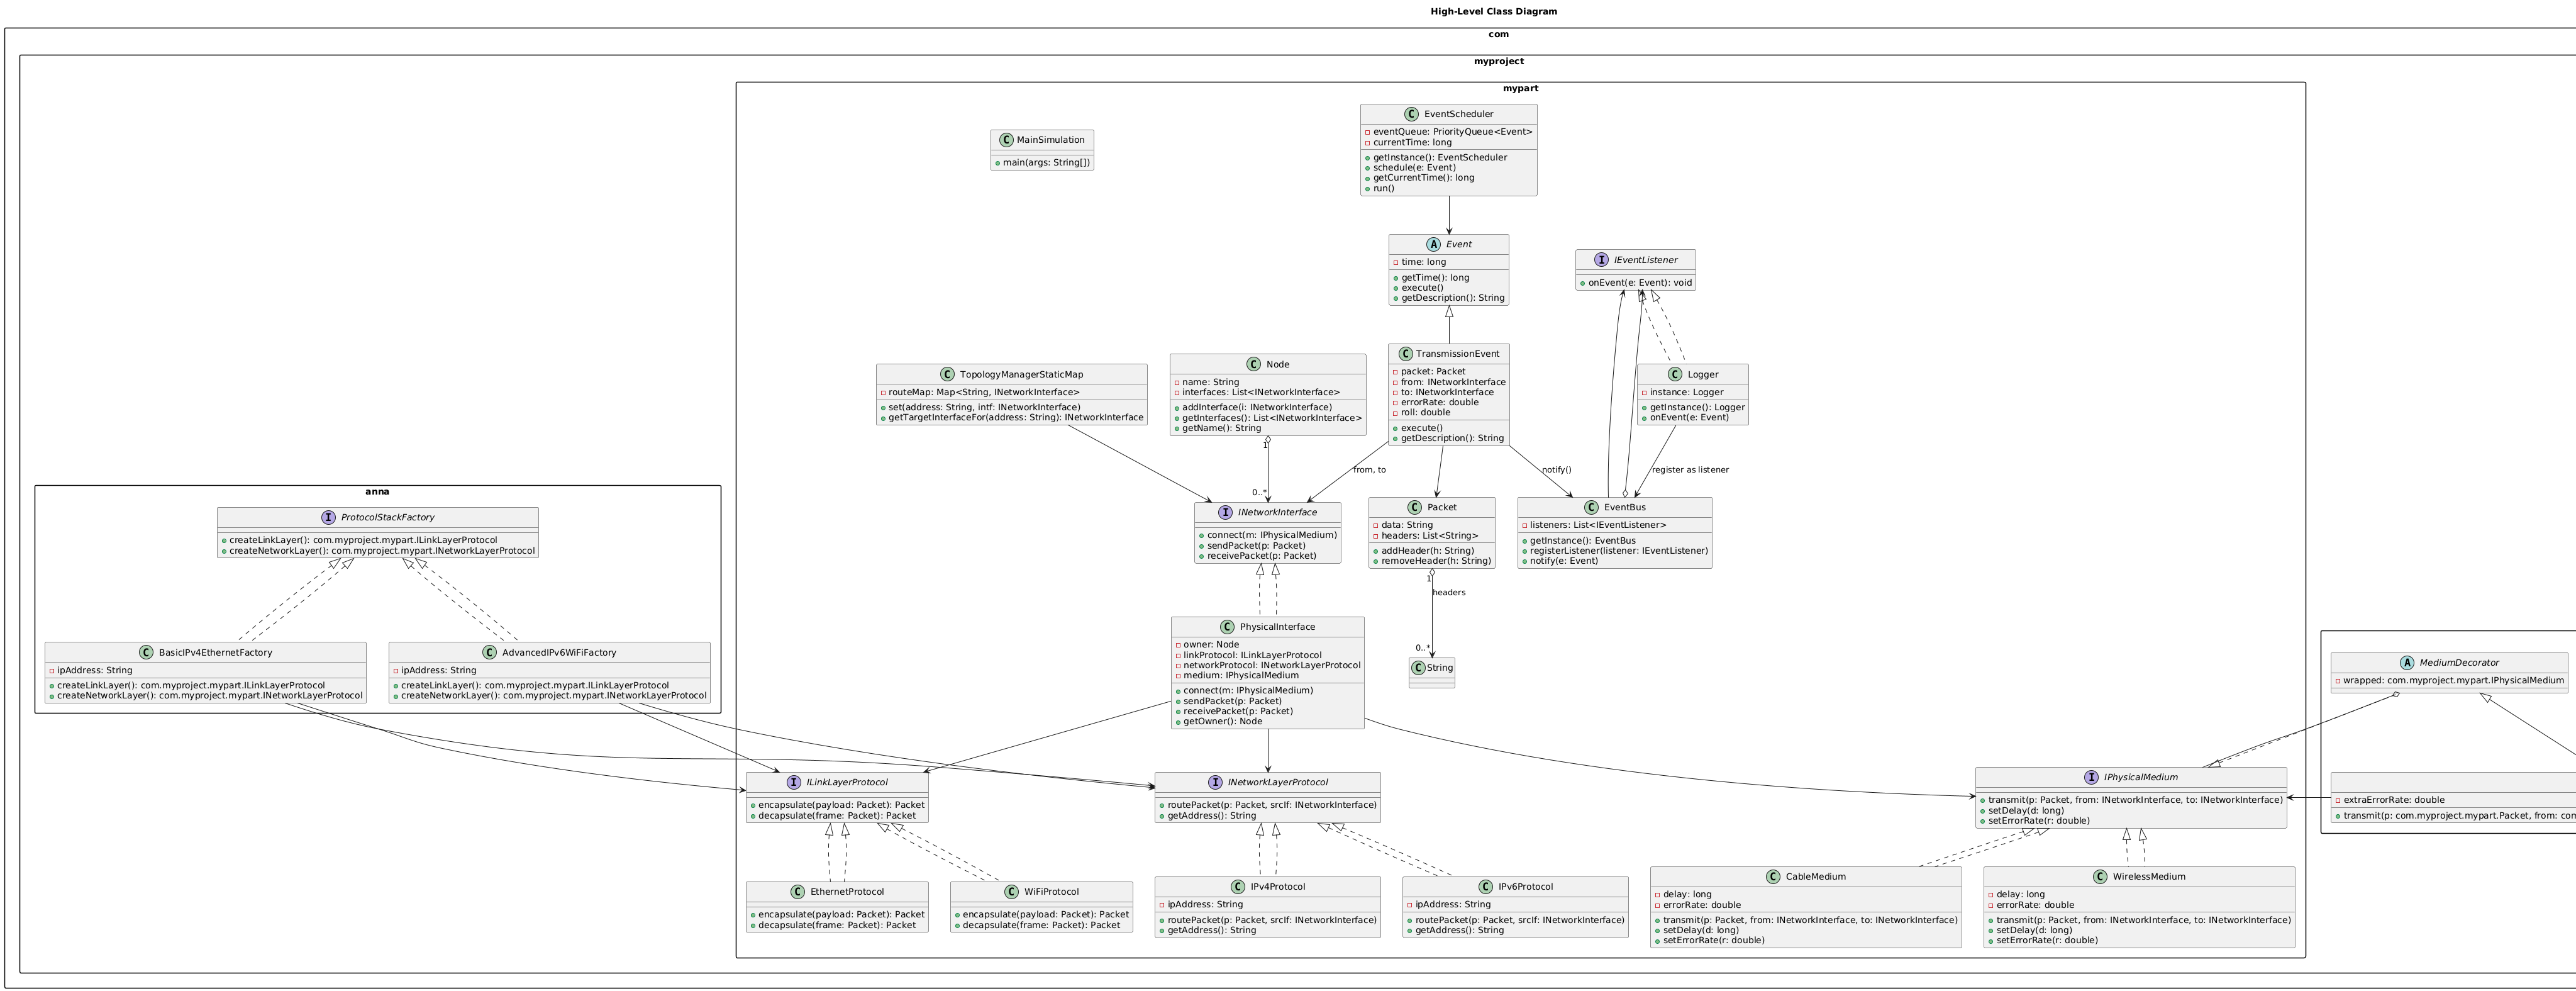 High-Level Class Diagram
com
myproject
mypart
EventScheduler
eventQueue: PriorityQueue<Event>
currentTime: long
getInstance(): EventScheduler
schedule(e: Event)
getCurrentTime(): long
run()
MainSimulation
main(args: String[])
Event
time: long
getTime(): long
execute()
getDescription(): String
IEventListener
onEvent(e: Event): void
TopologyManagerStaticMap
routeMap: Map<String, INetworkInterface>
set(address: String, intf: INetworkInterface)
getTargetInterfaceFor(address: String): INetworkInterface
Node
name: String
interfaces: List<INetworkInterface>
addInterface(i: INetworkInterface)
getInterfaces(): List<INetworkInterface>
getName(): String
TransmissionEvent
packet: Packet
from: INetworkInterface
to: INetworkInterface
errorRate: double
roll: double
execute()
getDescription(): String
Logger
instance: Logger
getInstance(): Logger
onEvent(e: Event)
1
0..*
from, to
notify()
register as listener
anna
ProtocolStackFactory
createLinkLayer(): com.myproject.mypart.ILinkLayerProtocol
createNetworkLayer(): com.myproject.mypart.INetworkLayerProtocol
INetworkInterface
connect(m: IPhysicalMedium)
sendPacket(p: Packet)
receivePacket(p: Packet)
Packet
data: String
headers: List<String>
addHeader(h: String)
removeHeader(h: String)
EventBus
listeners: List<IEventListener>
getInstance(): EventBus
registerListener(listener: IEventListener)
notify(e: Event)
1
headers
0..*
BasicIPv4EthernetFactory
ipAddress: String
createLinkLayer(): com.myproject.mypart.ILinkLayerProtocol
createNetworkLayer(): com.myproject.mypart.INetworkLayerProtocol
AdvancedIPv6WiFiFactory
ipAddress: String
createLinkLayer(): com.myproject.mypart.ILinkLayerProtocol
createNetworkLayer(): com.myproject.mypart.INetworkLayerProtocol
PhysicalInterface
owner: Node
linkProtocol: ILinkLayerProtocol
networkProtocol: INetworkLayerProtocol
medium: IPhysicalMedium
connect(m: IPhysicalMedium)
sendPacket(p: Packet)
receivePacket(p: Packet)
getOwner(): Node
String
MediumDecorator
wrapped: com.myproject.mypart.IPhysicalMedium
ILinkLayerProtocol
encapsulate(payload: Packet): Packet
decapsulate(frame: Packet): Packet
INetworkLayerProtocol
routePacket(p: Packet, srcIf: INetworkInterface)
getAddress(): String
IPhysicalMedium
transmit(p: Packet, from: INetworkInterface, to: INetworkInterface)
setDelay(d: long)
setErrorRate(r: double)
extraErrorRate: double
transmit(p: com.myproject.mypart.Packet, from: com
EthernetProtocol
encapsulate(payload: Packet): Packet
decapsulate(frame: Packet): Packet
WiFiProtocol
encapsulate(payload: Packet): Packet
decapsulate(frame: Packet): Packet
IPv4Protocol
ipAddress: String
routePacket(p: Packet, srcIf: INetworkInterface)
getAddress(): String
IPv6Protocol
ipAddress: String
routePacket(p: Packet, srcIf: INetworkInterface)
getAddress(): String
CableMedium
delay: long
errorRate: double
transmit(p: Packet, from: INetworkInterface, to: INetworkInterface)
setDelay(d: long)
setErrorRate(r: double)
WirelessMedium
delay: long
errorRate: double
transmit(p: Packet, from: INetworkInterface, to: INetworkInterface)
setDelay(d: long)
setErrorRate(r: double)